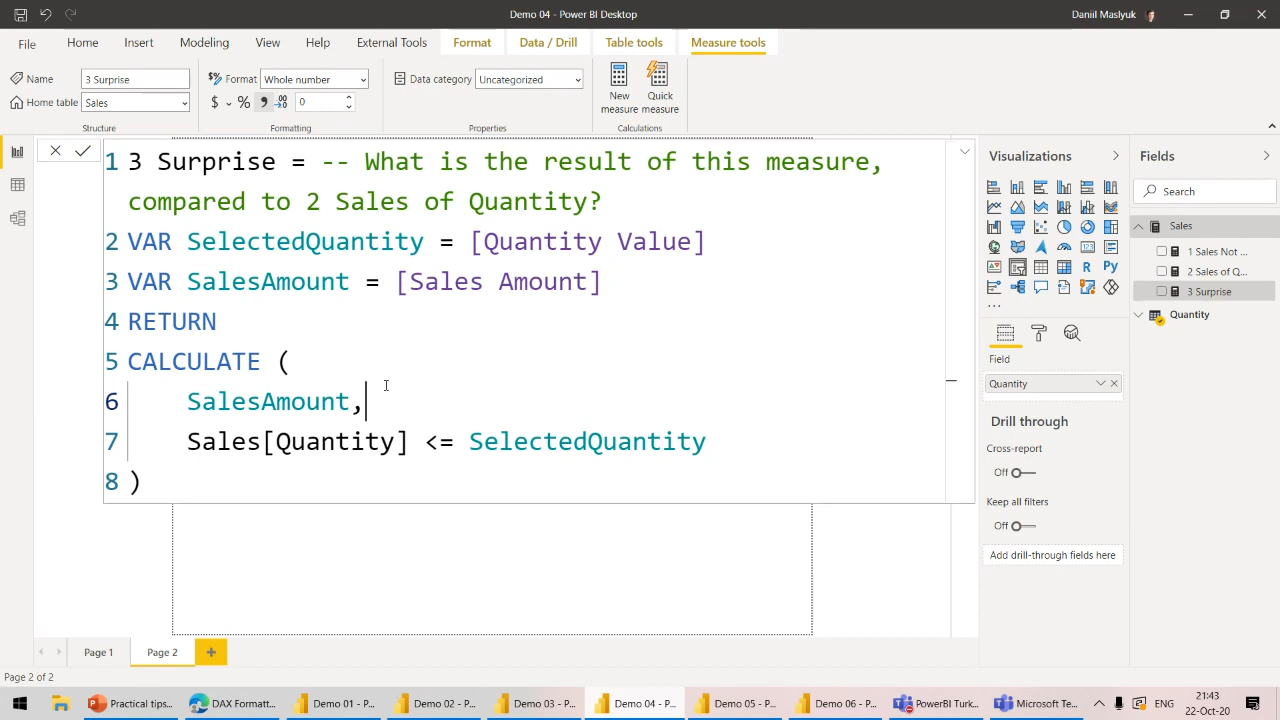 Demo 04 - Power BI Desktop
Daniil Maslyuk
File
Home
Insert
Modeling
View
Help
External Tools
Format
Data / Drill
Table tools
Measure tools
Name
3 Surprise
Home table
Sales
Structure
Format
Whole number
$
%
0
Formatting
Data category
Uncategorized
Properties
New measure
Quick measure
Calculations
1 3 Surprise = -- What is the result of this measure,
compared to 2 Sales of Quantity?
2 VAR SelectedQuantity = [Quantity Value]
3 VAR SalesAmount = [Sales Amount]
4 RETURN
5 CALCULATE (
6 SalesAmount,
7 Sales[Quantity] <= SelectedQuantity
8 )
Visualizations
R
Py
...
Field
Quantity
Drill through
Cross-report
Off
Keep all filters
Off
Add drill-through fields here
Fields
Search
Sales
1 Sales Not ...
2 Sales of Q...
3 Surprise
Quantity
Page 1
Page 2
Page 2 of 2
Practical tips...
DAX Formatt...
Demo 01 - P...
Demo 02 - P...
Demo 04 - P...
Demo 05 - P...
Demo 06 - P...
PowerBI Turk...
Microsoft Te...
21:43
22-Oct-20